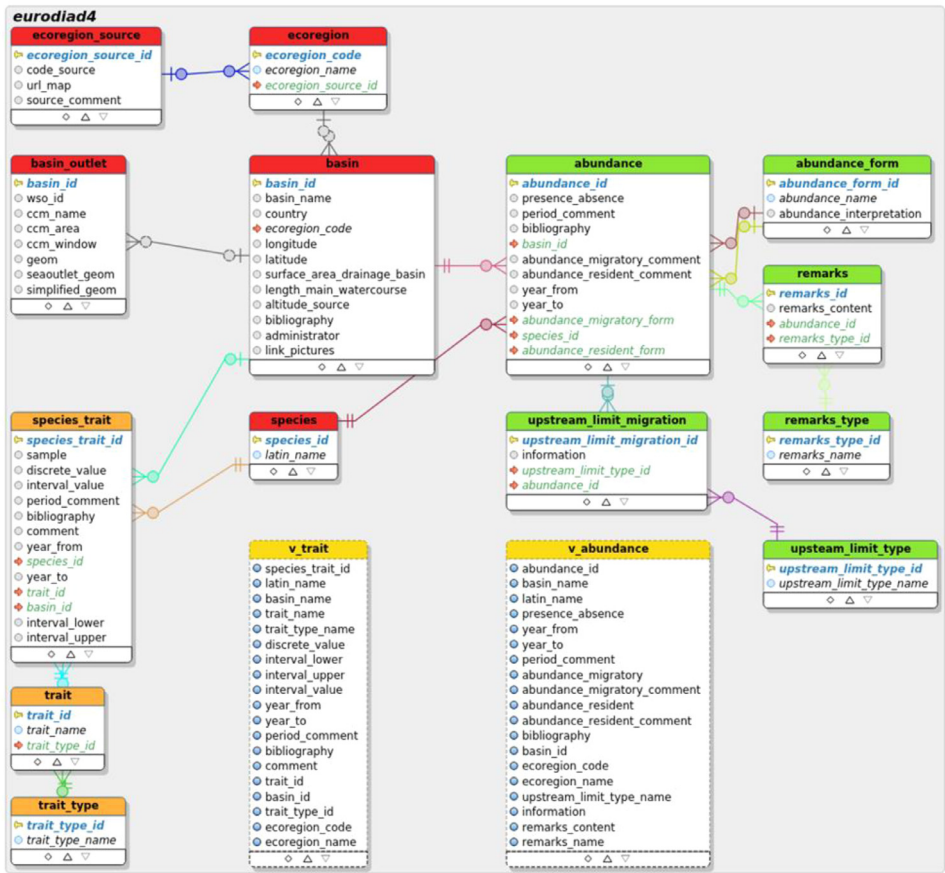 eurodiad4
ecoregion_source
ecoregion_source_id
code_source
url_map
source_comment
ecoregion
ecoregion_code
ecoregion_name
ecoregion_source_id
basin_outlet
basin_id
wso_id
ccm_name
ccm_area
ccm_window
geom
seaoutlet_geom
simplified_geom
basin
basin_id
basin_name
country
ecoregion_code
longitude
latitude
surface_area_drainage_basin
length_main_watercourse
altitude_source
bibliography
administrator
link_pictures
abundance
abundance_id
presence_absence
period_comment
bibliography
basin_id
abundance_migratory_comment
abundance_resident_comment
year_from
year_to
abundance_migratory_form
species_id
abundance_resident_form
abundance_form
abundance_form_id
abundance_name
abundance_interpretation
remarks
remarks_id
remarks_content
abundance_id
remarks_type_id
species_trait
species_trait_id
sample
discrete_value
interval_value
period_comment
bibliography
comment
year_from
species_id
year_to
trait_id
basin_id
interval_lower
interval_upper
species
species_id
latin_name
upstream_limit_migration
upstream_limit_migration_id
information
upstream_limit_type_id
abundance_id
remarks_type
remarks_type_id
remarks_name
v_trait
species_trait_id
latin_name
basin_name
trait_name
trait_type_name
discrete_value
interval_lower
interval_upper
interval_value
year_from
year_to
period_comment
bibliography
comment
trait_id
basin_id
trait_type_id
ecoregion_code
ecoregion_name
v_abundance
abundance_id
basin_name
latin_name
presence_absence
year_from
year_to
period_comment
abundance_migratory
abundance_migratory_comment
abundance_resident
abundance_resident_comment
bibliography
basin_id
ecoregion_code
ecoregion_name
upstream_limit_type_name
information
remarks_content
remarks_name
upsteam_limit_type
upstream_limit_type_id
upstream_limit_type_name
trait
trait_id
trait_name
trait_type_id
trait_type
trait_type_id
trait_type_name